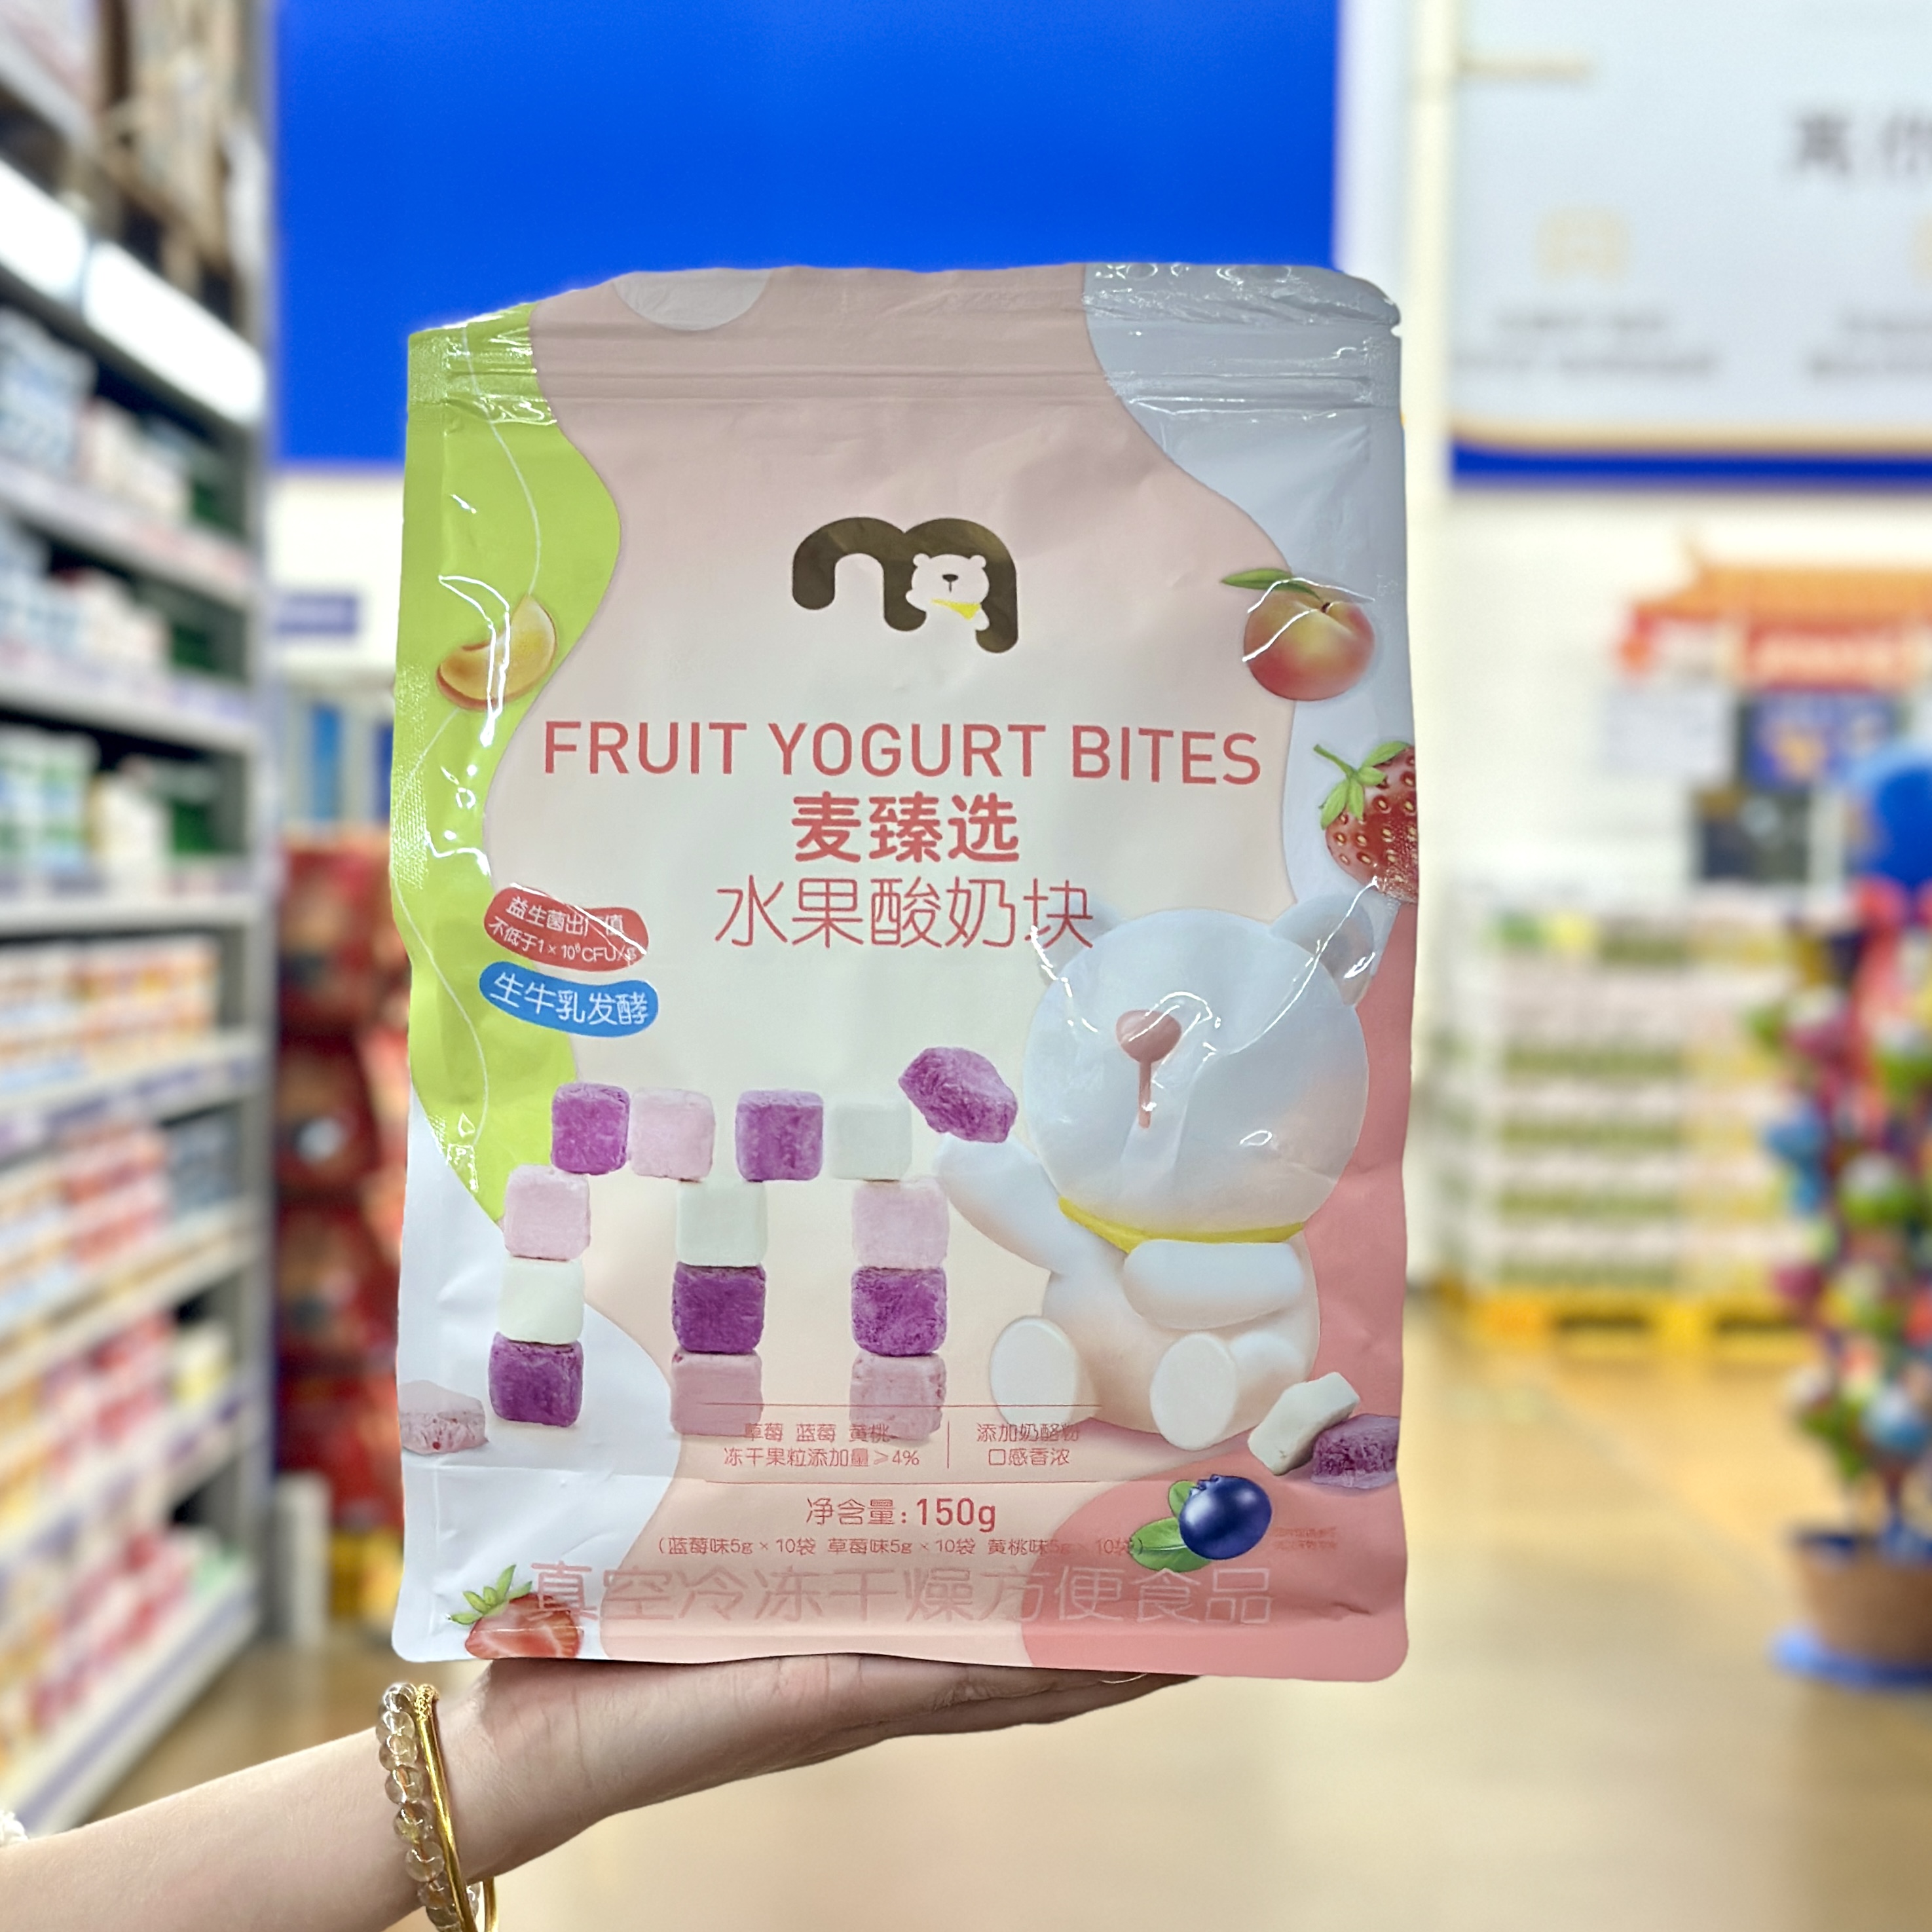 FRUIT YOGURT BITES
麦臻选
水果酸奶块
益生菌出厂值
不低于1×10⁶CFU/g
生牛乳发酵
草莓 蓝莓 黄桃
冻干果粒添加量≥4%
添加奶酪粉
口感香浓
净含量:150g
(蓝莓味5g×10袋 草莓味5g×10袋 黄桃味5g×10袋)
真空冷冻干燥方便食品